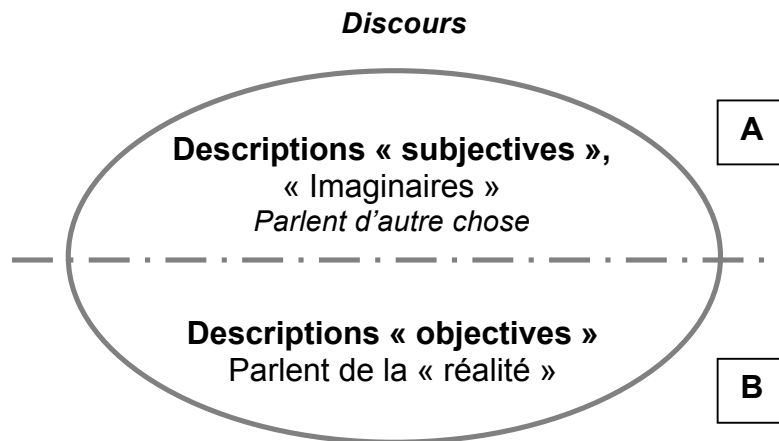 Discours
A
Descriptions « subjectives »,
« Imaginaires »
Parlent d'autre chose
Descriptions « objectives »
Parlent de la « réalité »
B